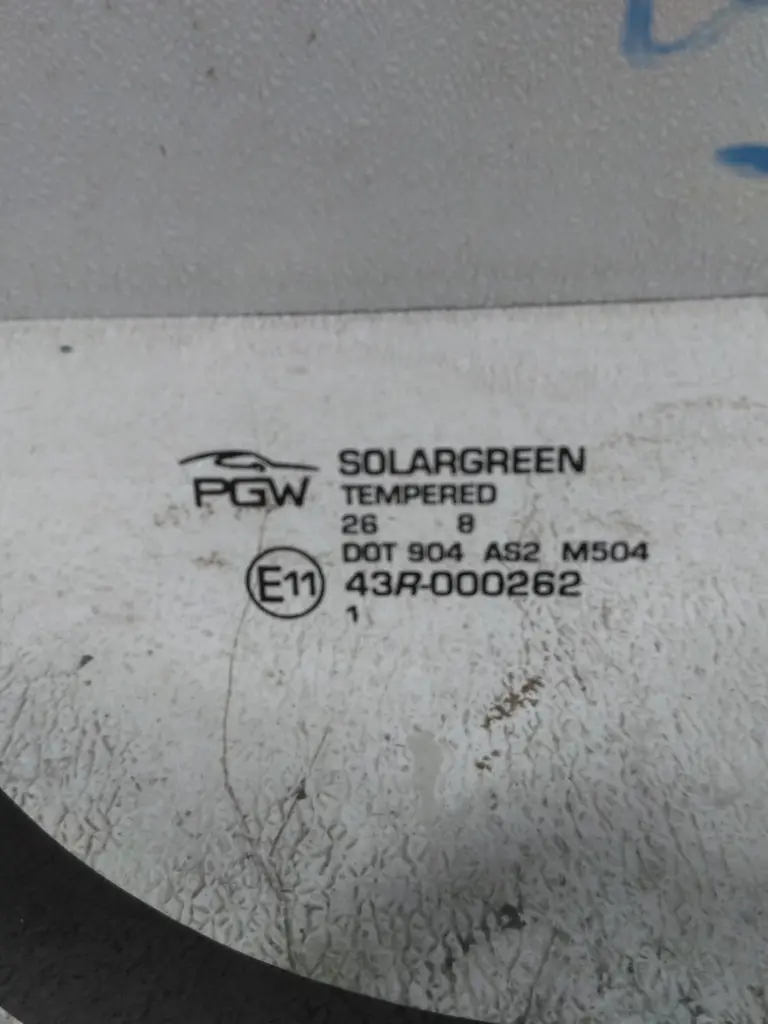 PGW
SOLARGREEN
TEMPERED
26 8
DOT 904 AS2 M504
E11
43R-000262
1